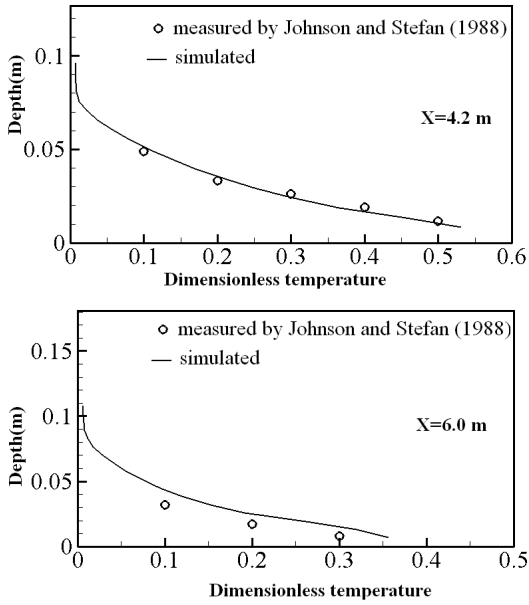 measured by Johnson and Stefan (1988)
simulated
X=4.2 m
Depth(m)
0.1
0.05
0
0 0.1 0.2 0.3 0.4 0.5 0.6
Dimensionless temperature
measured by Johnson and Stefan (1988)
simulated
X=6.0 m
Depth(m)
0.15
0.1
0.05
0
0 0.1 0.2 0.3 0.4 0.5
Dimensionless temperature